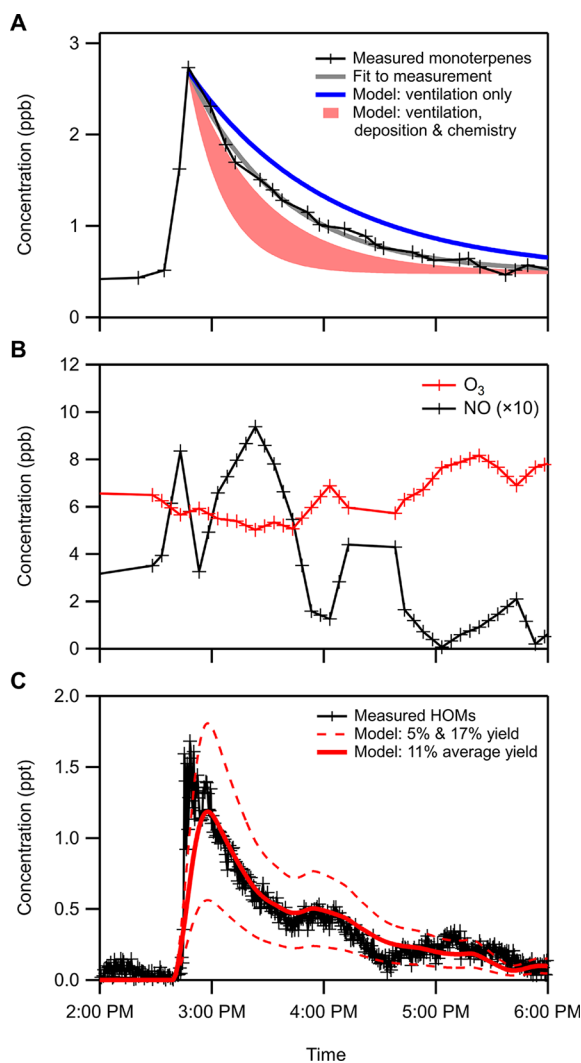 A
Concentration (ppb)
3
2
1
0
Measured monoterpenes
Fit to measurement
Model: ventilation only
Model: ventilation,
deposition & chemistry
B
Concentration (ppb)
12
10
8
6
4
2
0
O₃
NO (×10)
C
Concentration (ppt)
2.0
1.5
1.0
0.5
0.0
Measured HOMs
Model: 5% & 17% yield
Model: 11% average yield
2:00 PM 3:00 PM 4:00 PM 5:00 PM 6:00 PM
Time